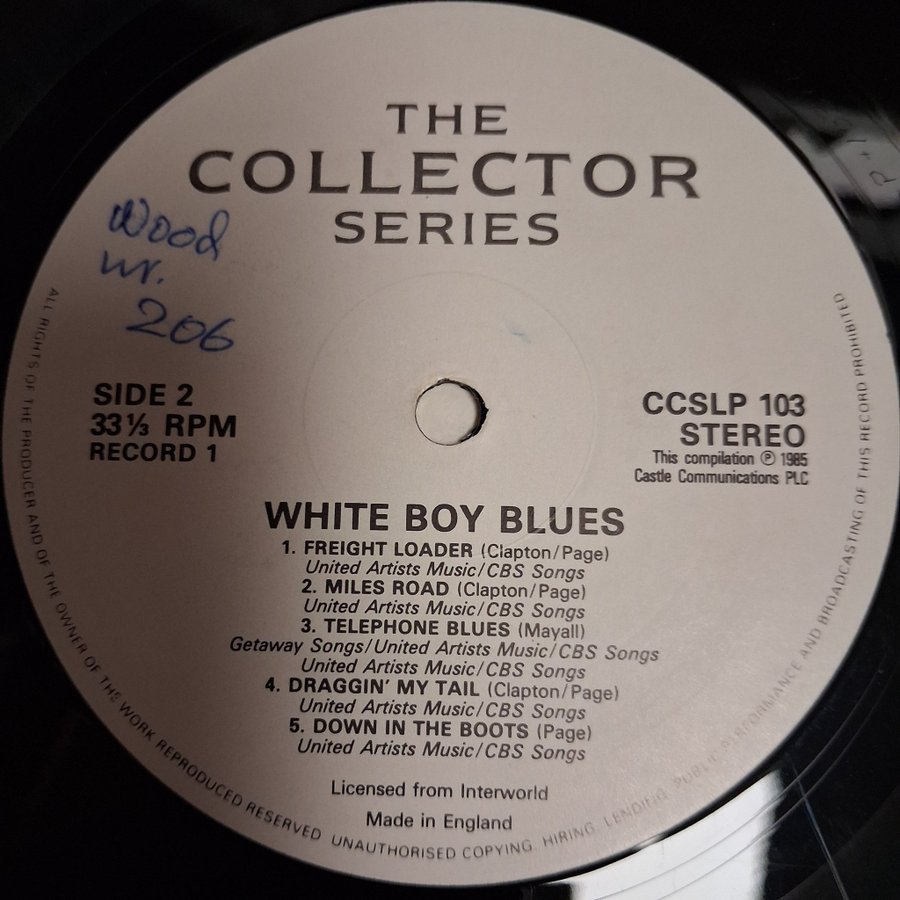 THE
COLLECTOR
SERIES
Wood
nr.
206
SIDE 2
33⅓ RPM
RECORD 1
CCSLP 103
STEREO
This compilation ℗ 1985
Castle Communications PLC
WHITE BOY BLUES
1. FREIGHT LOADER (Clapton/Page)
United Artists Music/CBS Songs
2. MILES ROAD (Clapton/Page)
United Artists Music/CBS Songs
3. TELEPHONE BLUES (Mayall)
Getaway Songs/United Artists Music/CBS Songs
United Artists Music/CBS Songs
4. DRAGGIN' MY TAIL (Clapton/Page)
United Artists Music/CBS Songs
5. DOWN IN THE BOOTS (Page)
United Artists Music/CBS Songs
Licensed from Interworld
Made in England
ALL RIGHTS OF THE PRODUCER AND OF THE OWNER OF THE WORK REPRODUCED RESERVED UNAUTHORISED COPYING, HIRING, LENDING, PUBLIC PERFORMANCE AND BROADCASTING OF THIS RECORD PROHIBITED